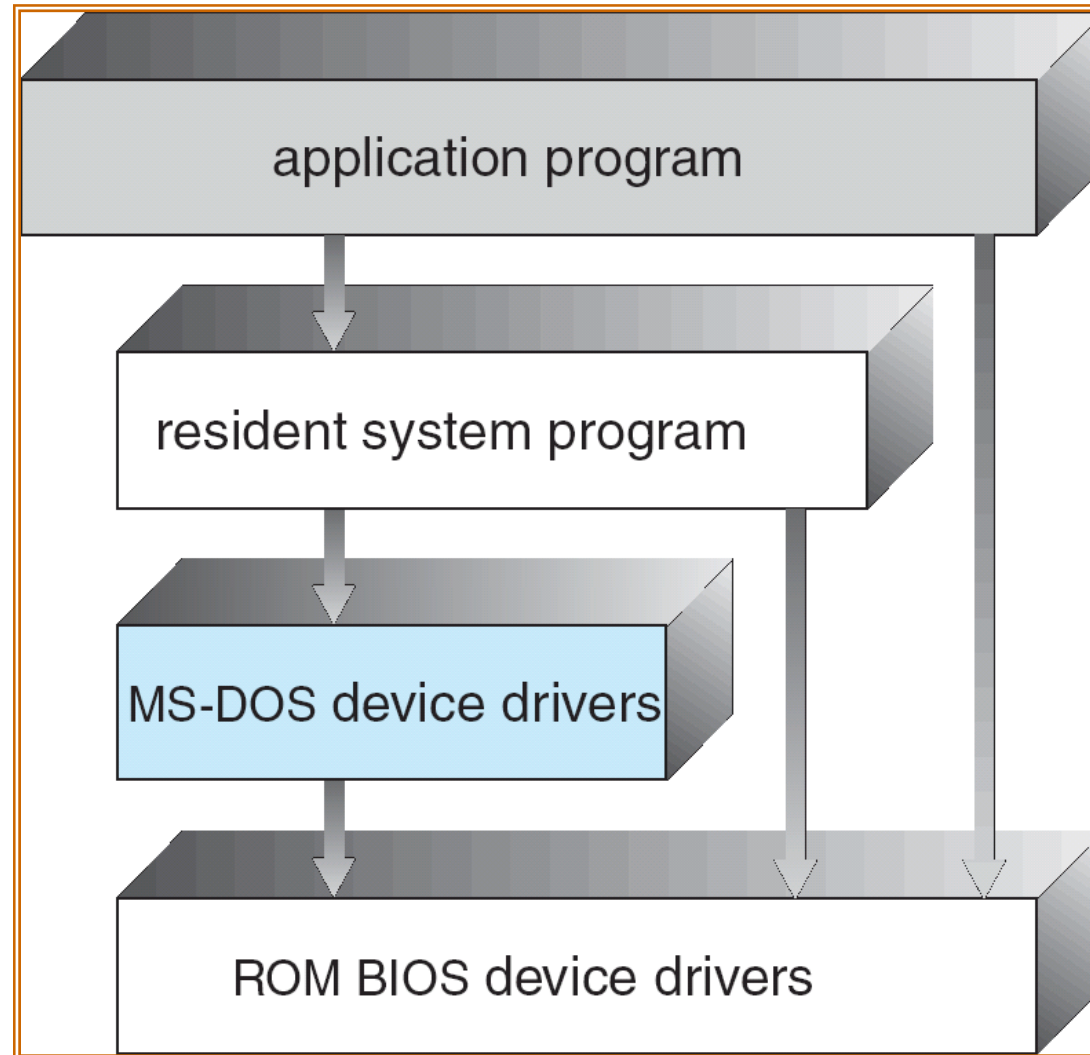 application program
resident system program
MS-DOS device drivers
ROM BIOS device drivers